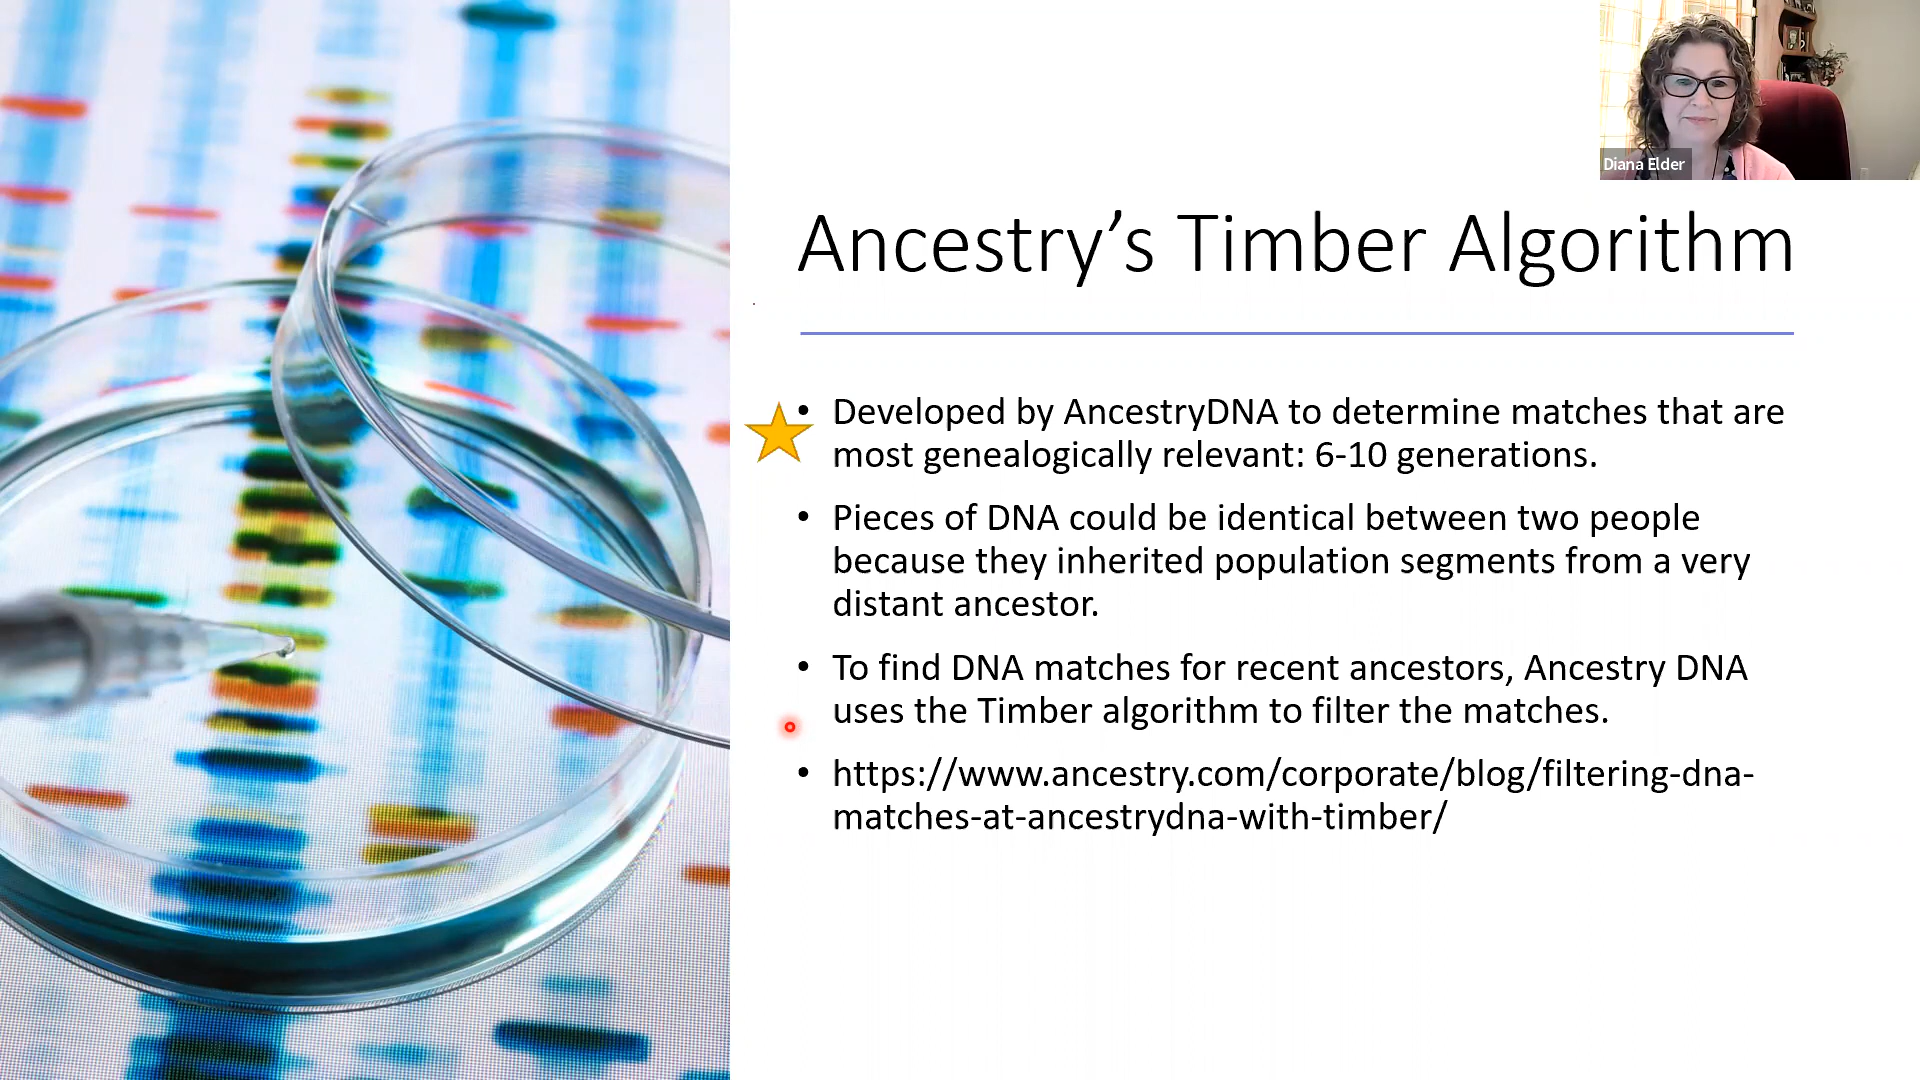 Diana Elder
Ancestry’s Timber Algorithm
• Developed by AncestryDNA to determine matches that are
most genealogically relevant: 6-10 generations.
• Pieces of DNA could be identical between two people
because they inherited population segments from a very
distant ancestor.
• To find DNA matches for recent ancestors, Ancestry DNA
uses the Timber algorithm to filter the matches.
• https://www.ancestry.com/corporate/blog/filtering-dna-
matches-at-ancestrydna-with-timber/